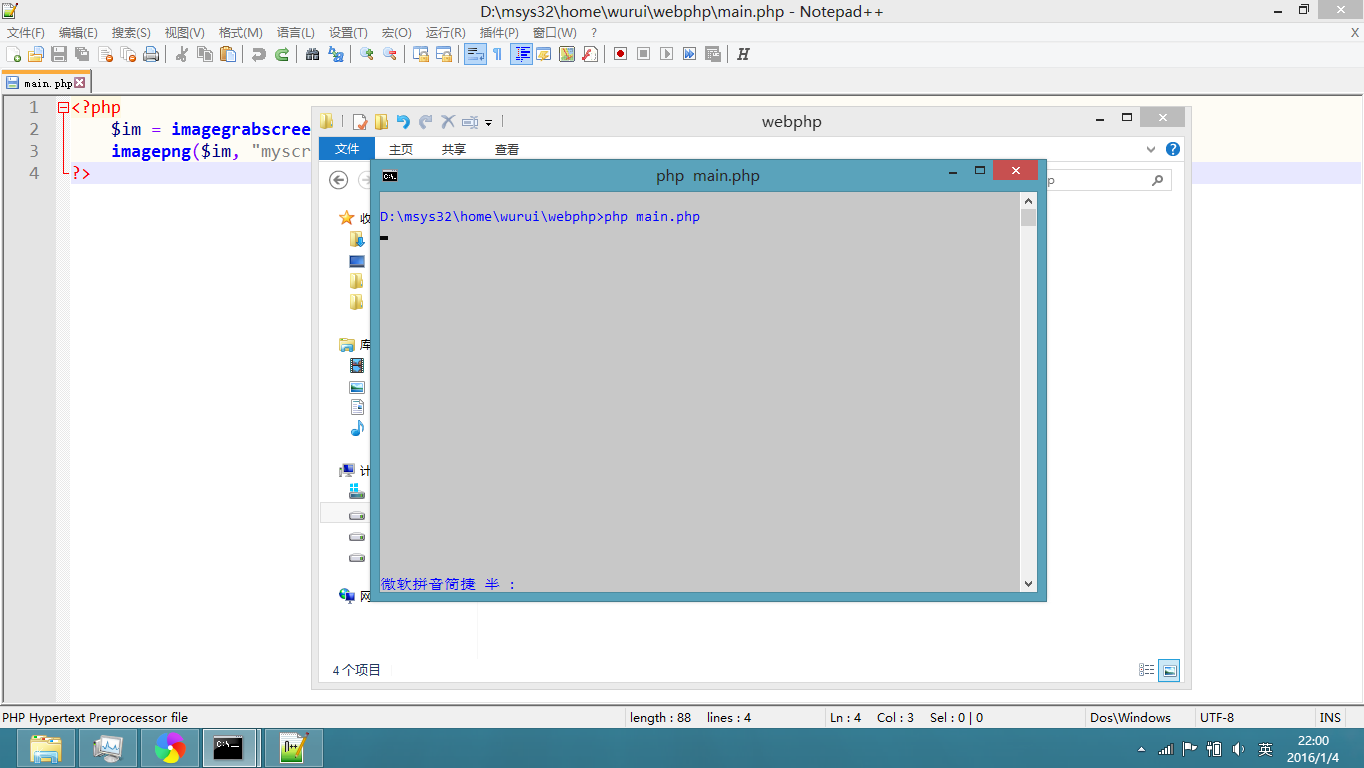 D:\msys32\home\wurui\webphp\main.php - Notepad++
文件(F) 编辑(E) 搜索(S) 视图(V) 格式(M) 语言(L) 设置(T) 宏(O) 运行(R) 插件(P) 窗口(W) ? X
main.php
1 <?php
2 $im = imagegrabscree
3 imagepng($im, "myscr
4 ?>
webphp
文件 主页 共享 查看
php main.php
p
收
D:\msys32\home\wurui\webphp>php main.php
库
计
微软拼音简捷 半 :
网
4 个项目
PHP Hypertext Preprocessor file length : 88 lines : 4 Ln : 4 Col : 3 Sel : 0 | 0 Dos\Windows UTF-8 INS
英
22:00
2016/1/4